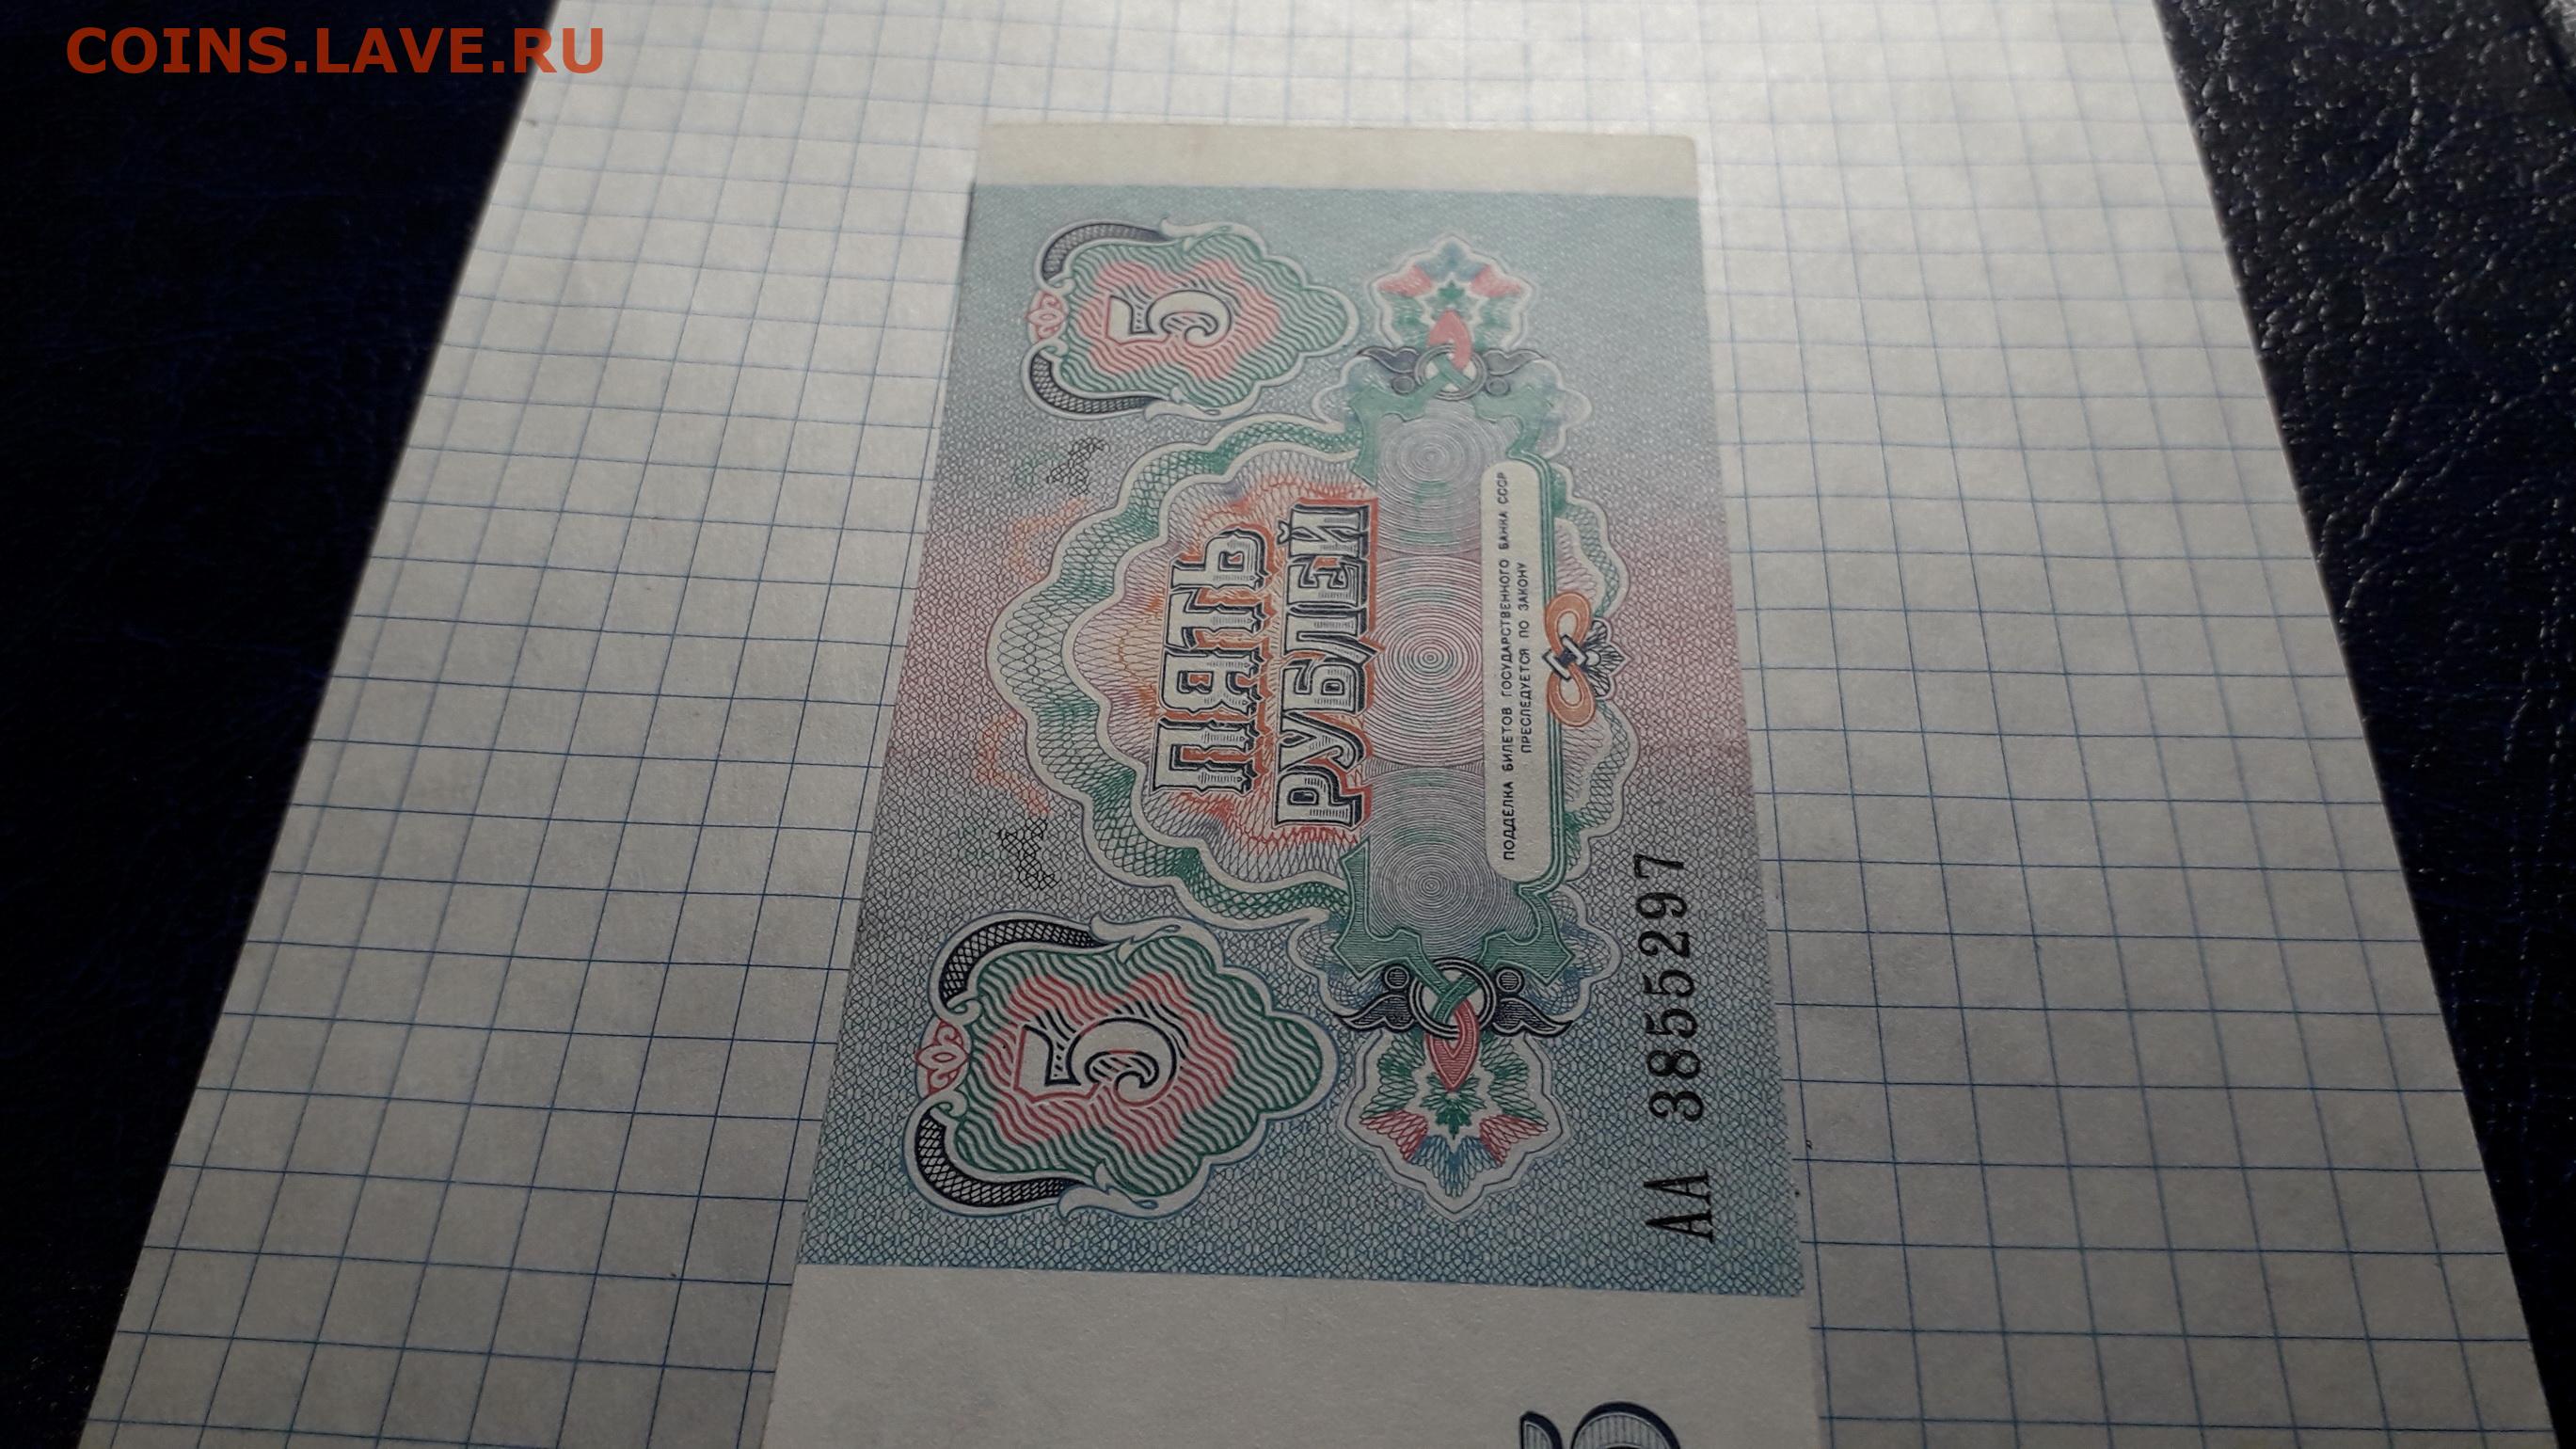 COINS.LAVE.RU
5
ПЯТЬ
РУБЛЕЙ
5
ПОДДЕЛКА БИЛЕТОВ ГОСУДАРСТВЕННОГО БАНКА СССР
ПРЕСЛЕДУЕТСЯ ПО ЗАКОНУ
АА 3855297